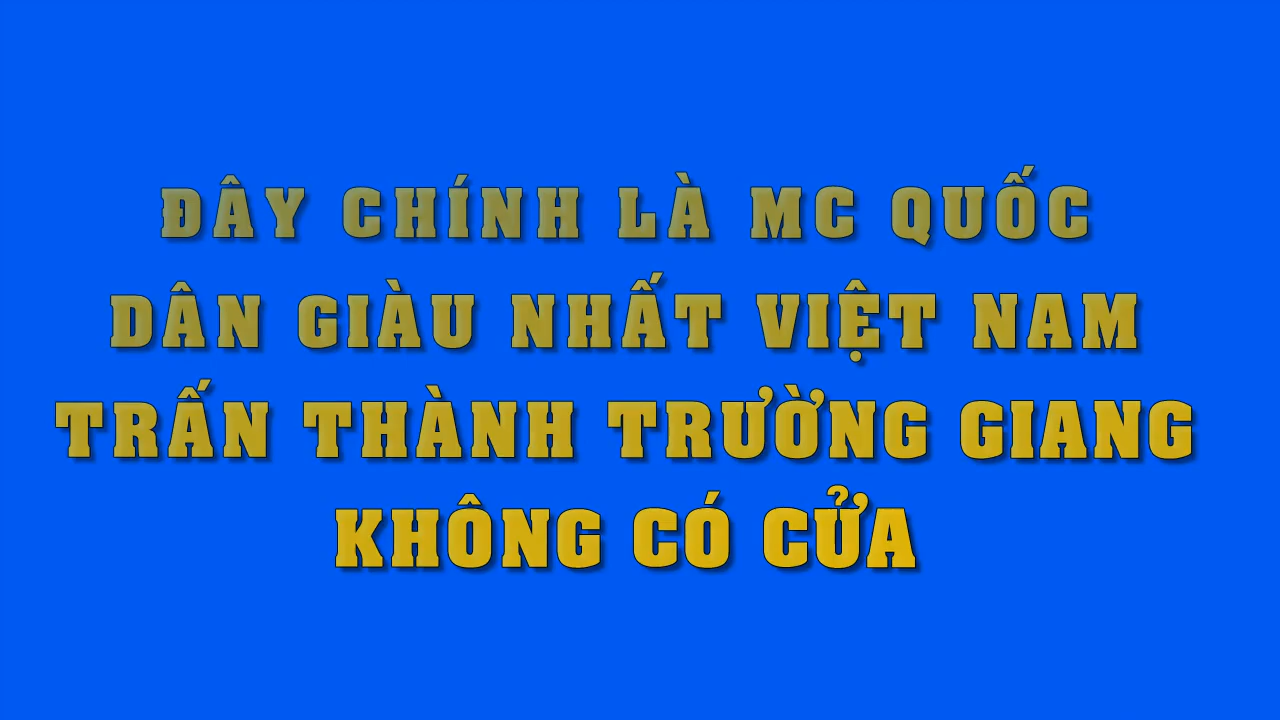 ĐÂY CHÍNH LÀ MC QUỐC
DÂN GIÀU NHẤT VIỆT NAM
TRẤN THÀNH TRƯỜNG GIANG
KHÔNG CÓ CỬA